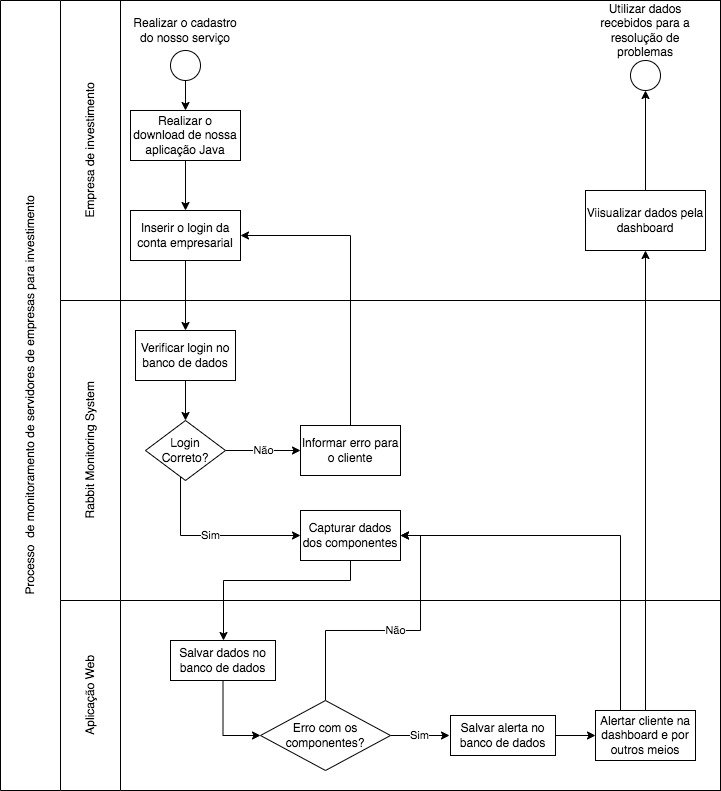 Processo de monitoramento de servidores de empresas para investimento
Empresa de investimento
Realizar o cadastro
do nosso serviço
Realizar o
download de nossa
aplicação Java
Inserir o login da
conta empresarial
Utilizar dados
recebidos para a
resolução de
problemas
Viisualizar dados pela
dashboard
Rabbit Monitoring System
Verificar login no
banco de dados
Login
Correto?
Não
Informar erro para
o cliente
Sim
Capturar dados
dos componentes
Aplicação Web
Salvar dados no
banco de dados
Erro com os
componentes?
Não
Sim
Salvar alerta no
banco de dados
Alertar cliente na
dashboard e por
outros meios